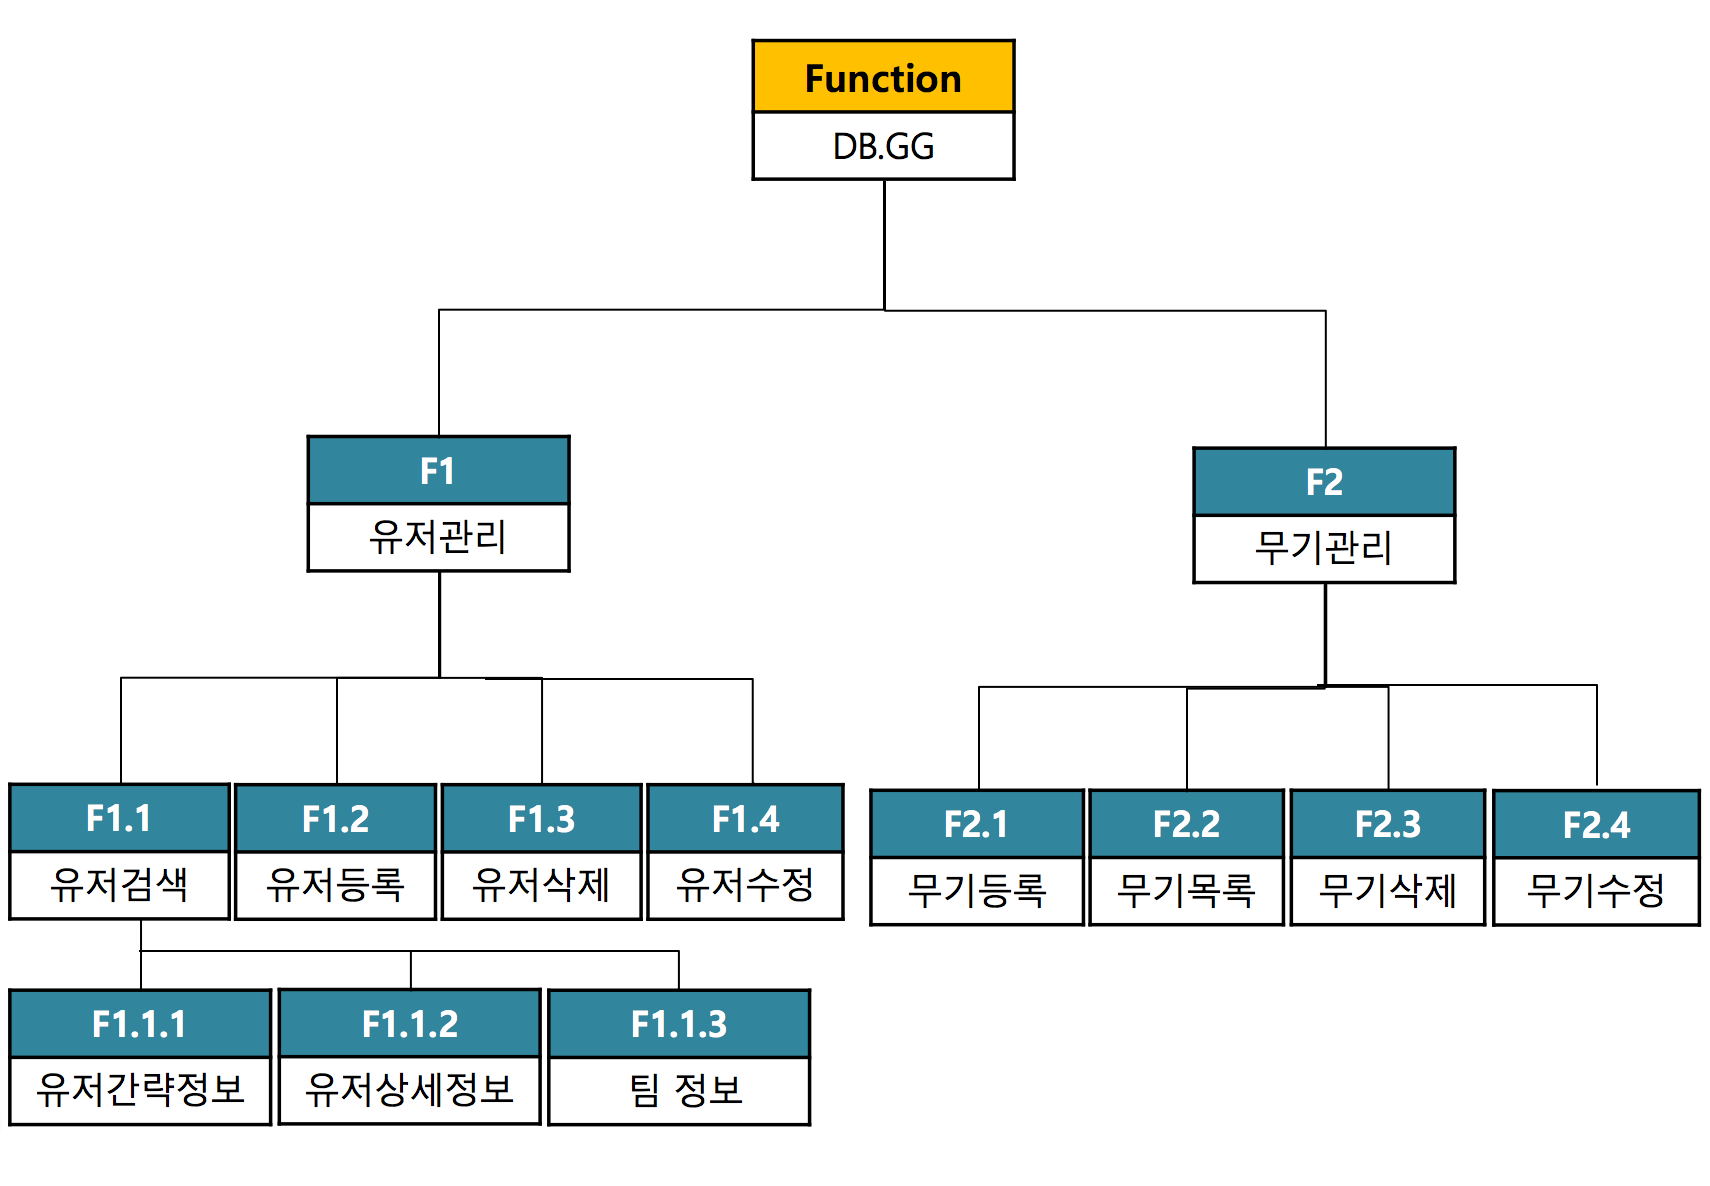 Function
DB.GG
F1
유저관리
F2
무기관리
F1.1
유저검색
F1.2
유저등록
F1.3
유저삭제
F1.4
유저수정
F2.1
무기등록
F2.2
무기목록
F2.3
무기삭제
F2.4
무기수정
F1.1.1
유저간략정보
F1.1.2
유저상세정보
F1.1.3
팀 정보